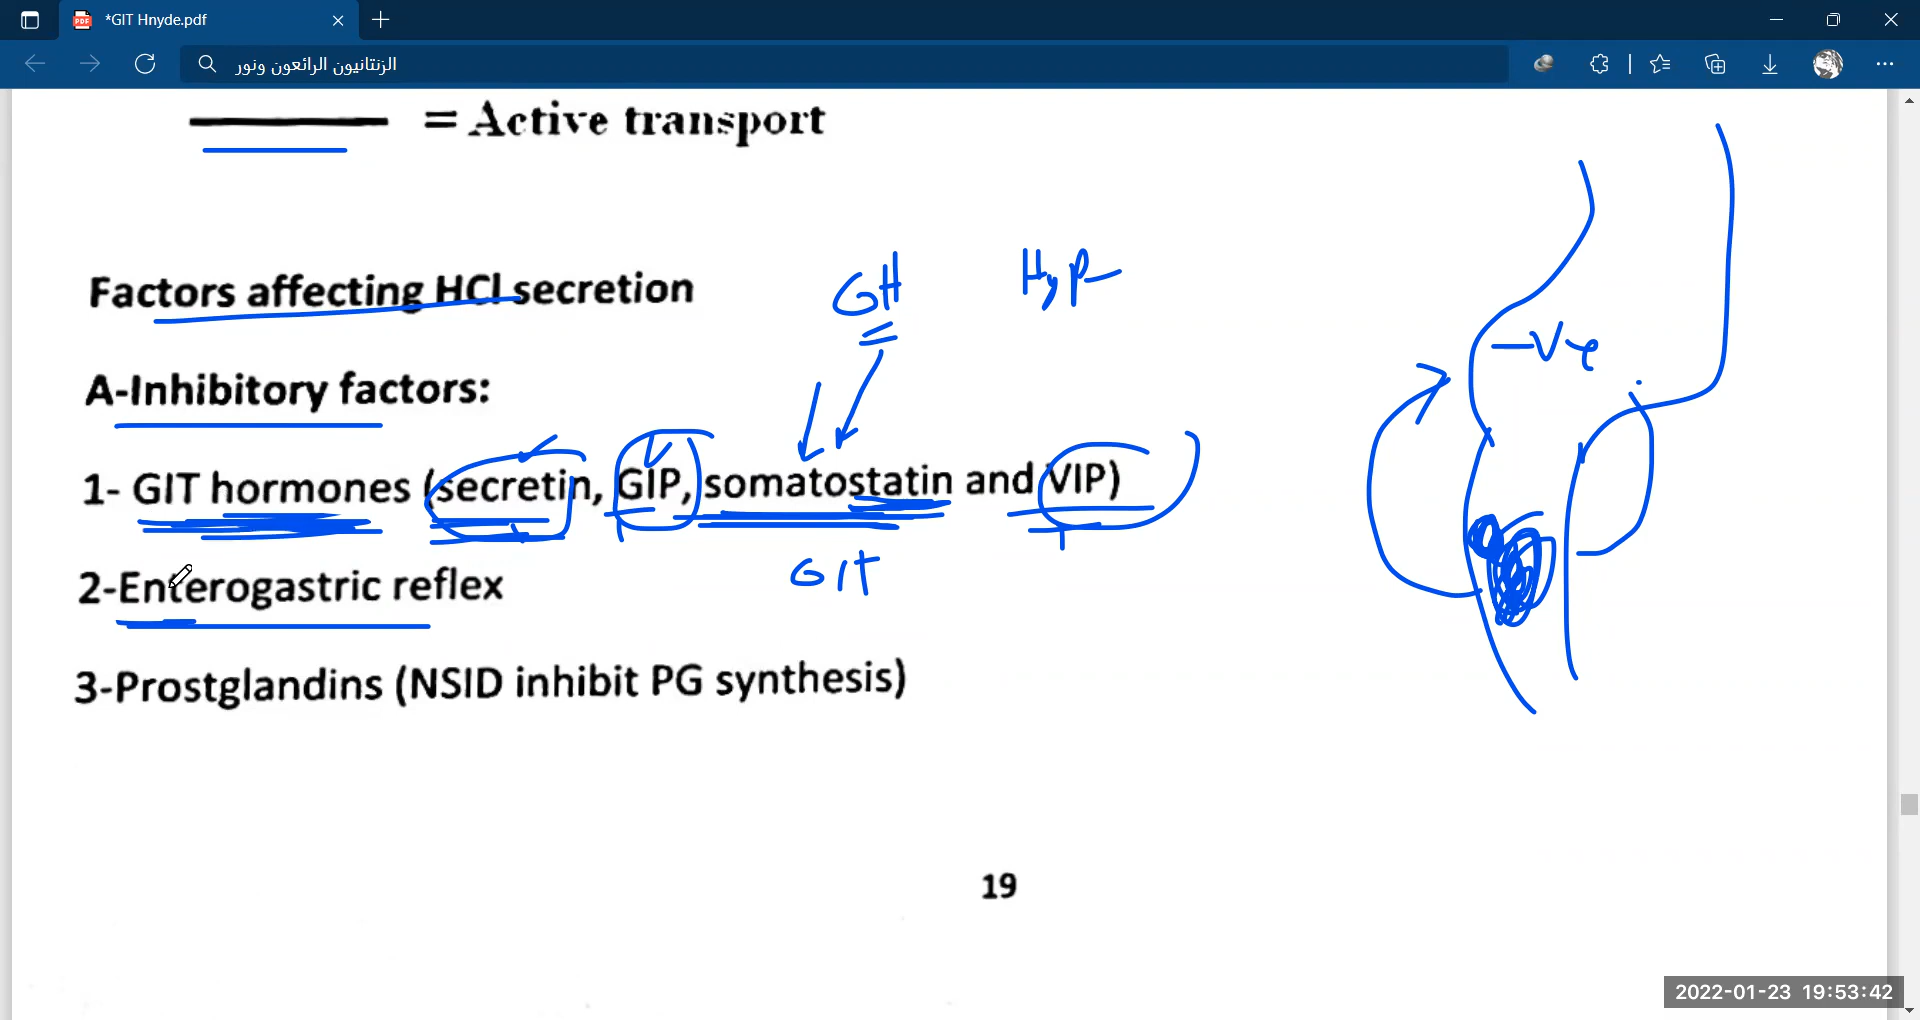 *GIT Hnyde.pdf
الزنتانيون الرائعون ونور
= Active transport
Factors affecting HCl secretion
GH
Hyp
-Ve
A-Inhibitory factors:
1- GIT hormones (secretin, GIP, somatostatin and VIP)
GIT
2-Enterogastric reflex
3-Prostglandins (NSID inhibit PG synthesis)
19
2022-01-23 19:53:42